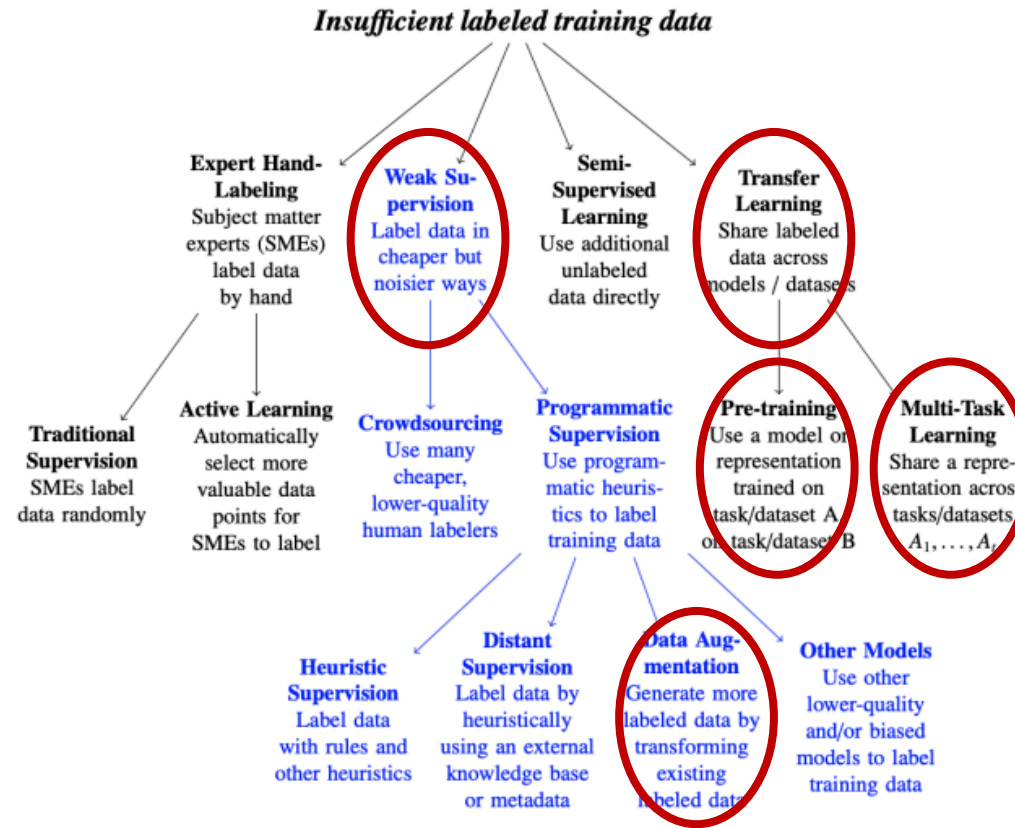 Insufficient labeled training data
Expert Hand-
Labeling
Subject matter
experts (SMEs)
label data
by hand
Weak Su-
pervision
Label data in
cheaper but
noisier ways
Semi-
Supervised
Learning
Use additional
unlabeled
data directly
Transfer
Learning
Share labeled
data across
models / datasets
Traditional
Supervision
SMEs label
data randomly
Active Learning
Automatically
select more
valuable data
points for
SMEs to label
Crowdsourcing
Use many
cheaper,
lower-quality
human labelers
Programmatic
Supervision
Use program-
matic heuris-
tics to label
training data
Pre-training
Use a model or
representation
trained on
task/dataset A
on task/dataset B
Multi-Task
Learning
Share a repre-
sentation across
tasks/datasets
A₁, . . . , Aₜ
Heuristic
Supervision
Label data
with rules and
other heuristics
Distant
Supervision
Label data by
heuristically
using an external
knowledge base
or metadata
Data Aug-
mentation
Generate more
labeled data by
transforming
existing
labeled data
Other Models
Use other
lower-quality
and/or biased
models to label
training data